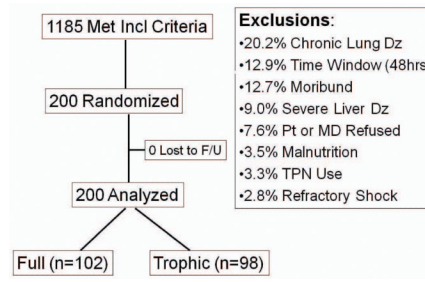 1185 Met Incl Criteria
200 Randomized
0 Lost to F/U
200 Analyzed
Full (n=102)
Trophic (n=98)
Exclusions:
•20.2% Chronic Lung Dz
•12.9% Time Window (48hrs
•12.7% Moribund
•9.0% Severe Liver Dz
•7.6% Pt or MD Refused
•3.5% Malnutrition
•3.3% TPN Use
•2.8% Refractory Shock